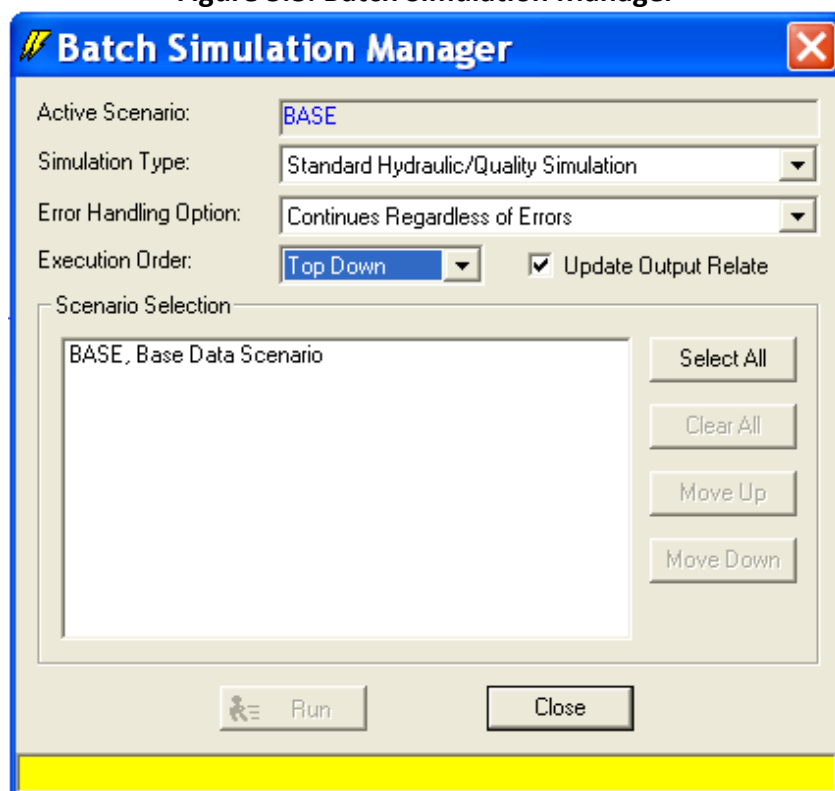 Batch Simulation Manager
Active Scenario: BASE
Simulation Type: Standard Hydraulic/Quality Simulation
Error Handling Option: Continues Regardless of Errors
Execution Order: Top Down Update Output Relate
Scenario Selection
BASE, Base Data Scenario
Select All
Clear All
Move Up
Move Down
Run Close